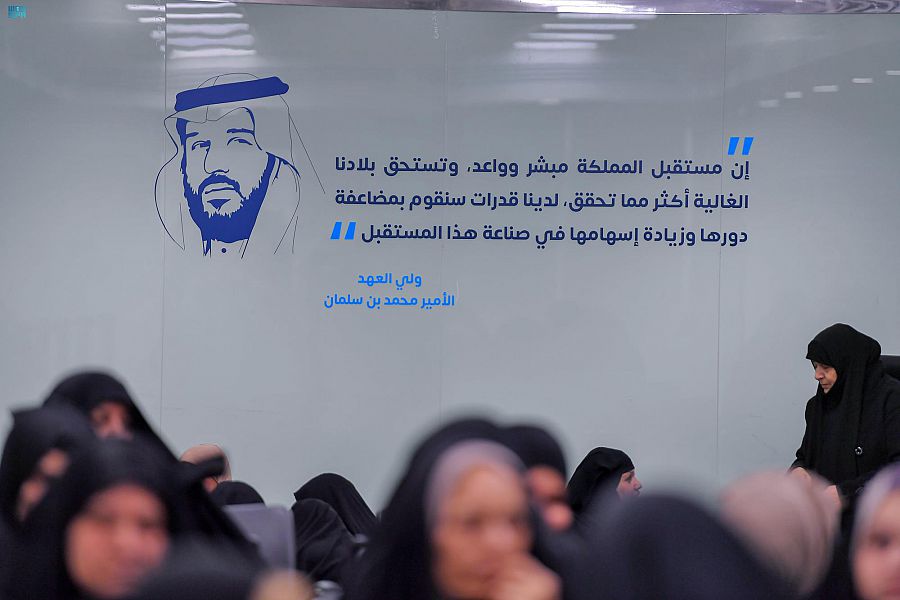 إن مستقبل المملكة مبشر وواعد، وتستحق بلادنا
الغالية أكثر مما تحقق، لدينا قدرات سنقوم بمضاعفة
دورها وزيادة إسهامها في صناعة هذا المستقبل
ولي العهد
الأمير محمد بن سلمان